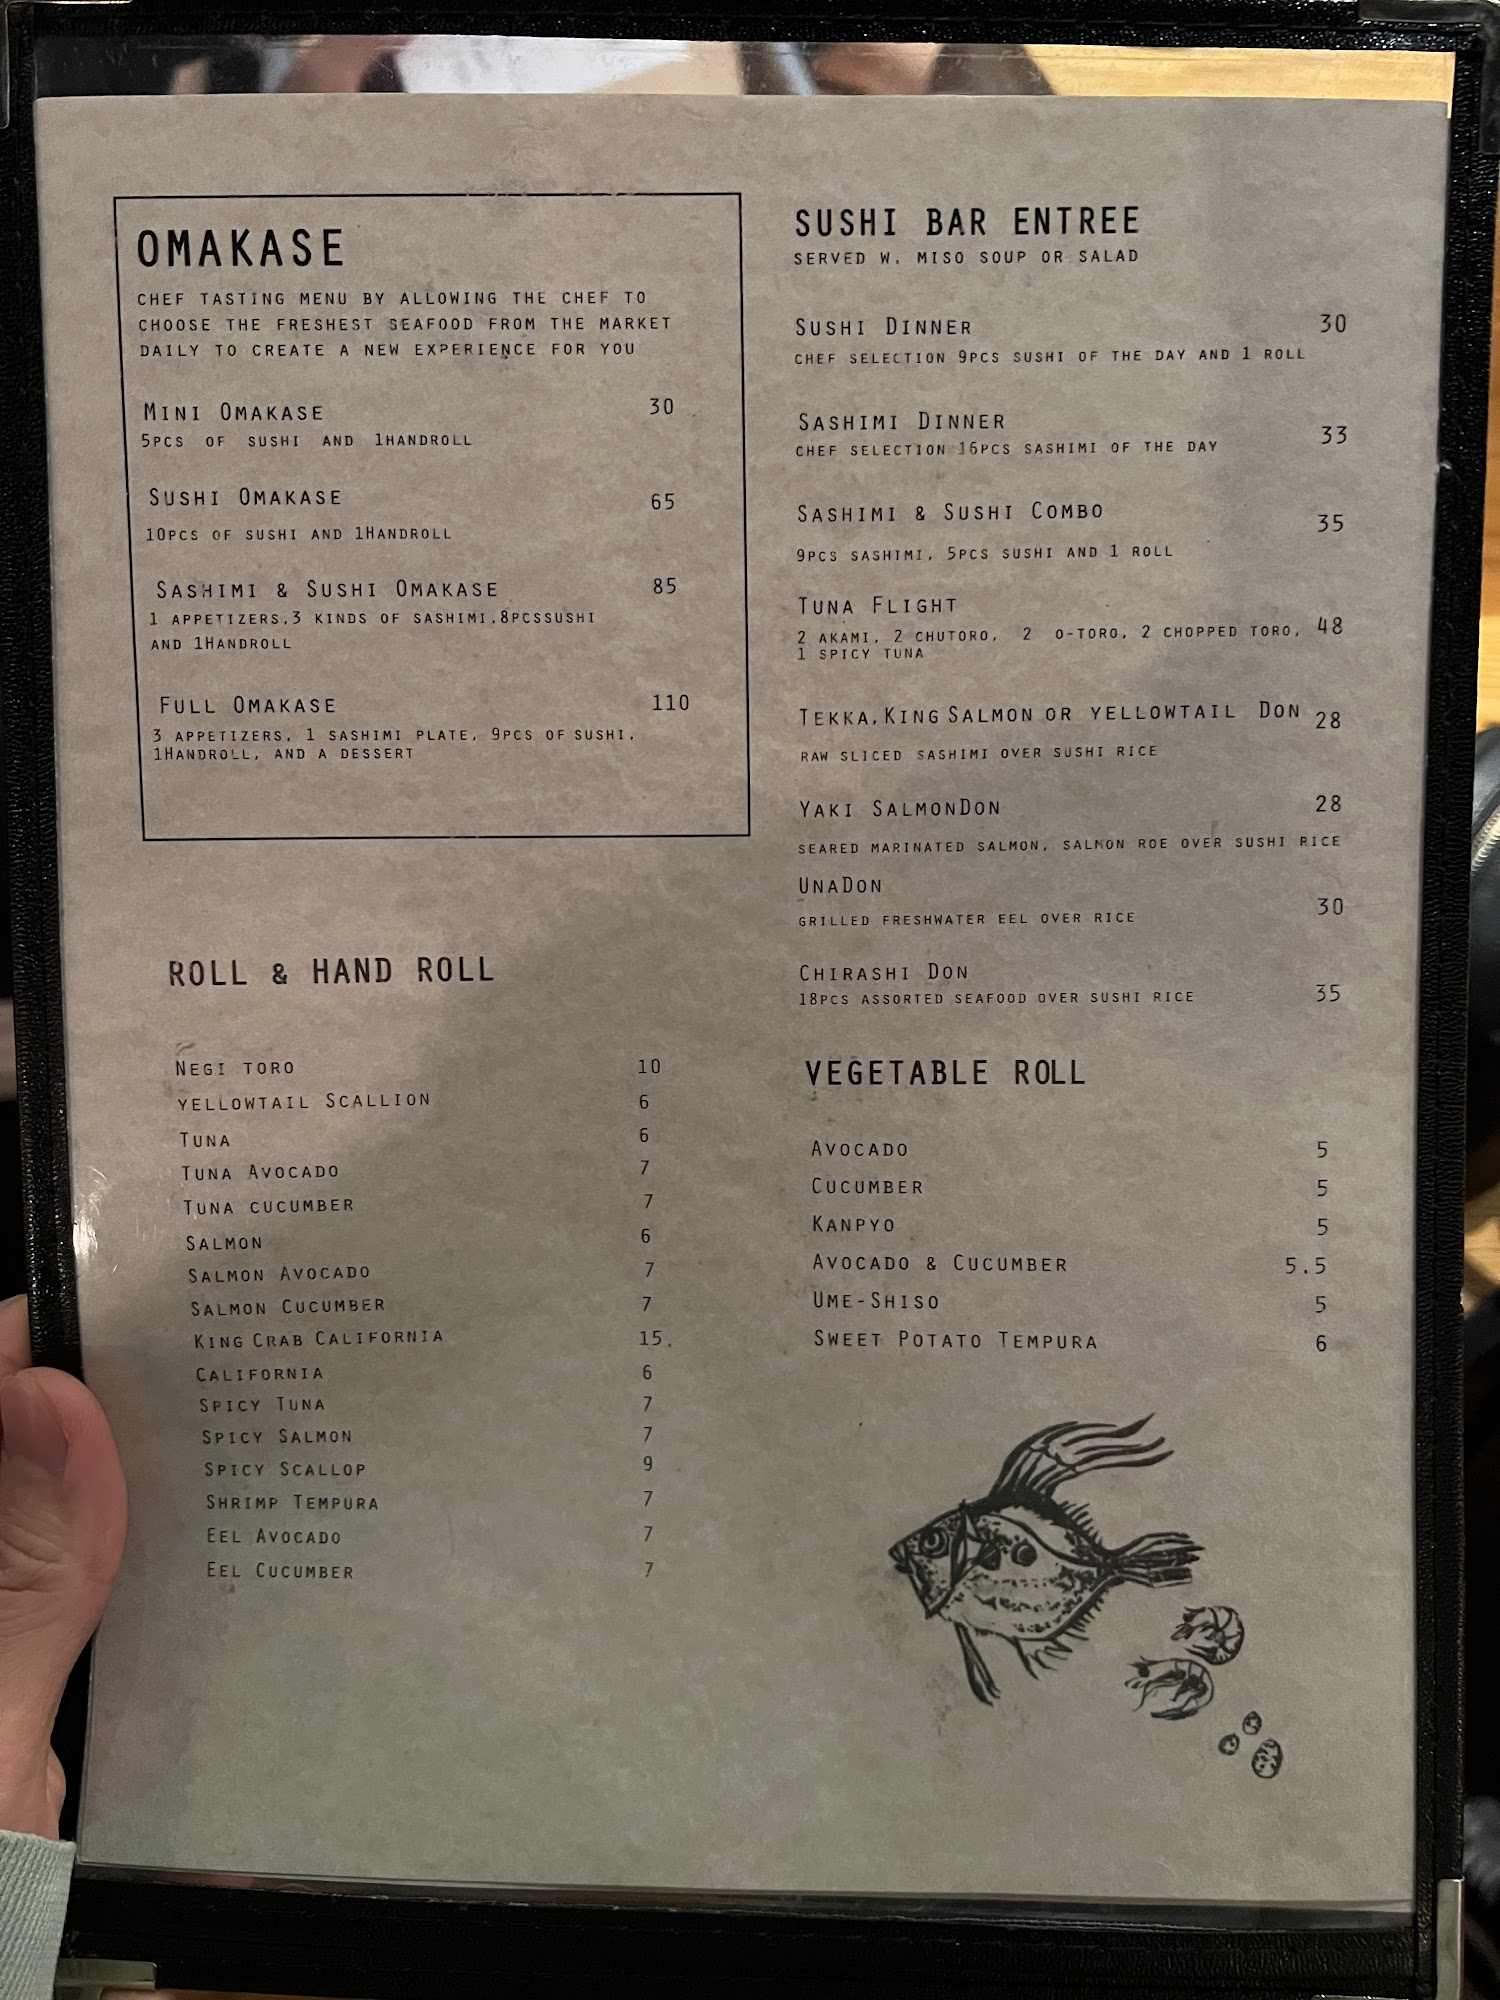 OMAKASE
CHEF TASTING MENU BY ALLOWING THE CHEF TO
CHOOSE THE FRESHEST SEAFOOD FROM THE MARKET
DAILY TO CREATE A NEW EXPERIENCE FOR YOU
MINI OMAKASE 30
5PCS OF SUSHI AND 1HANDROLL
SUSHI OMAKASE 65
10PCS OF SUSHI AND 1HANDROLL
SASHIMI & SUSHI OMAKASE 85
1 APPETIZERS,3 KINDS OF SASHIMI,8PCSSUSHI
AND 1HANDROLL
FULL OMAKASE 110
3 APPETIZERS, 1 SASHIMI PLATE, 9PCS OF SUSHI,
1HANDROLL, AND A DESSERT
ROLL & HAND ROLL
NEGI TORO 10
YELLOWTAIL SCALLION 6
TUNA 6
TUNA AVOCADO 7
TUNA CUCUMBER 7
SALMON 6
SALMON AVOCADO 7
SALMON CUCUMBER 7
KING CRAB CALIFORNIA 15.
CALIFORNIA 6
SPICY TUNA 7
SPICY SALMON 7
SPICY SCALLOP 9
SHRIMP TEMPURA 7
EEL AVOCADO 7
EEL CUCUMBER 7
SUSHI BAR ENTREE
SERVED W. MISO SOUP OR SALAD
SUSHI DINNER 30
CHEF SELECTION 9PCS SUSHI OF THE DAY AND 1 ROLL
SASHIMI DINNER 33
CHEF SELECTION 16PCS SASHIMI OF THE DAY
SASHIMI & SUSHI COMBO 35
9PCS SASHIMI, 5PCS SUSHI AND 1 ROLL
TUNA FLIGHT
2 AKAMI, 2 CHUTORO, 2 O-TORO, 2 CHOPPED TORO, 48
1 SPICY TUNA
TEKKA,KING SALMON OR YELLOWTAIL DON 28
RAW SLICED SASHIMI OVER SUSHI RICE
YAKI SALMONDON 28
SEARED MARINATED SALMON, SALMON ROE OVER SUSHI RICE
UNADON 30
GRILLED FRESHWATER EEL OVER RICE
CHIRASHI DON 35
18PCS ASSORTED SEAFOOD OVER SUSHI RICE
VEGETABLE ROLL
AVOCADO 5
CUCUMBER 5
KANPYO 5
AVOCADO & CUCUMBER 5.5
UME-SHISO 5
SWEET POTATO TEMPURA 6